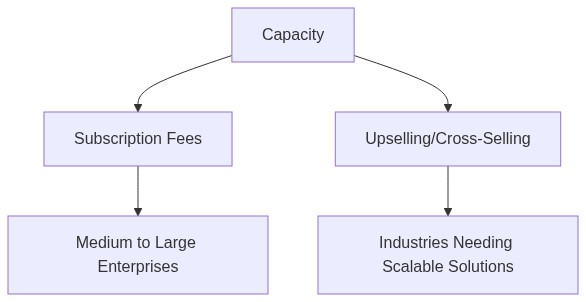 Capacity
Subscription Fees
Upselling/Cross-Selling
Medium to Large
Enterprises
Industries Needing
Scalable Solutions